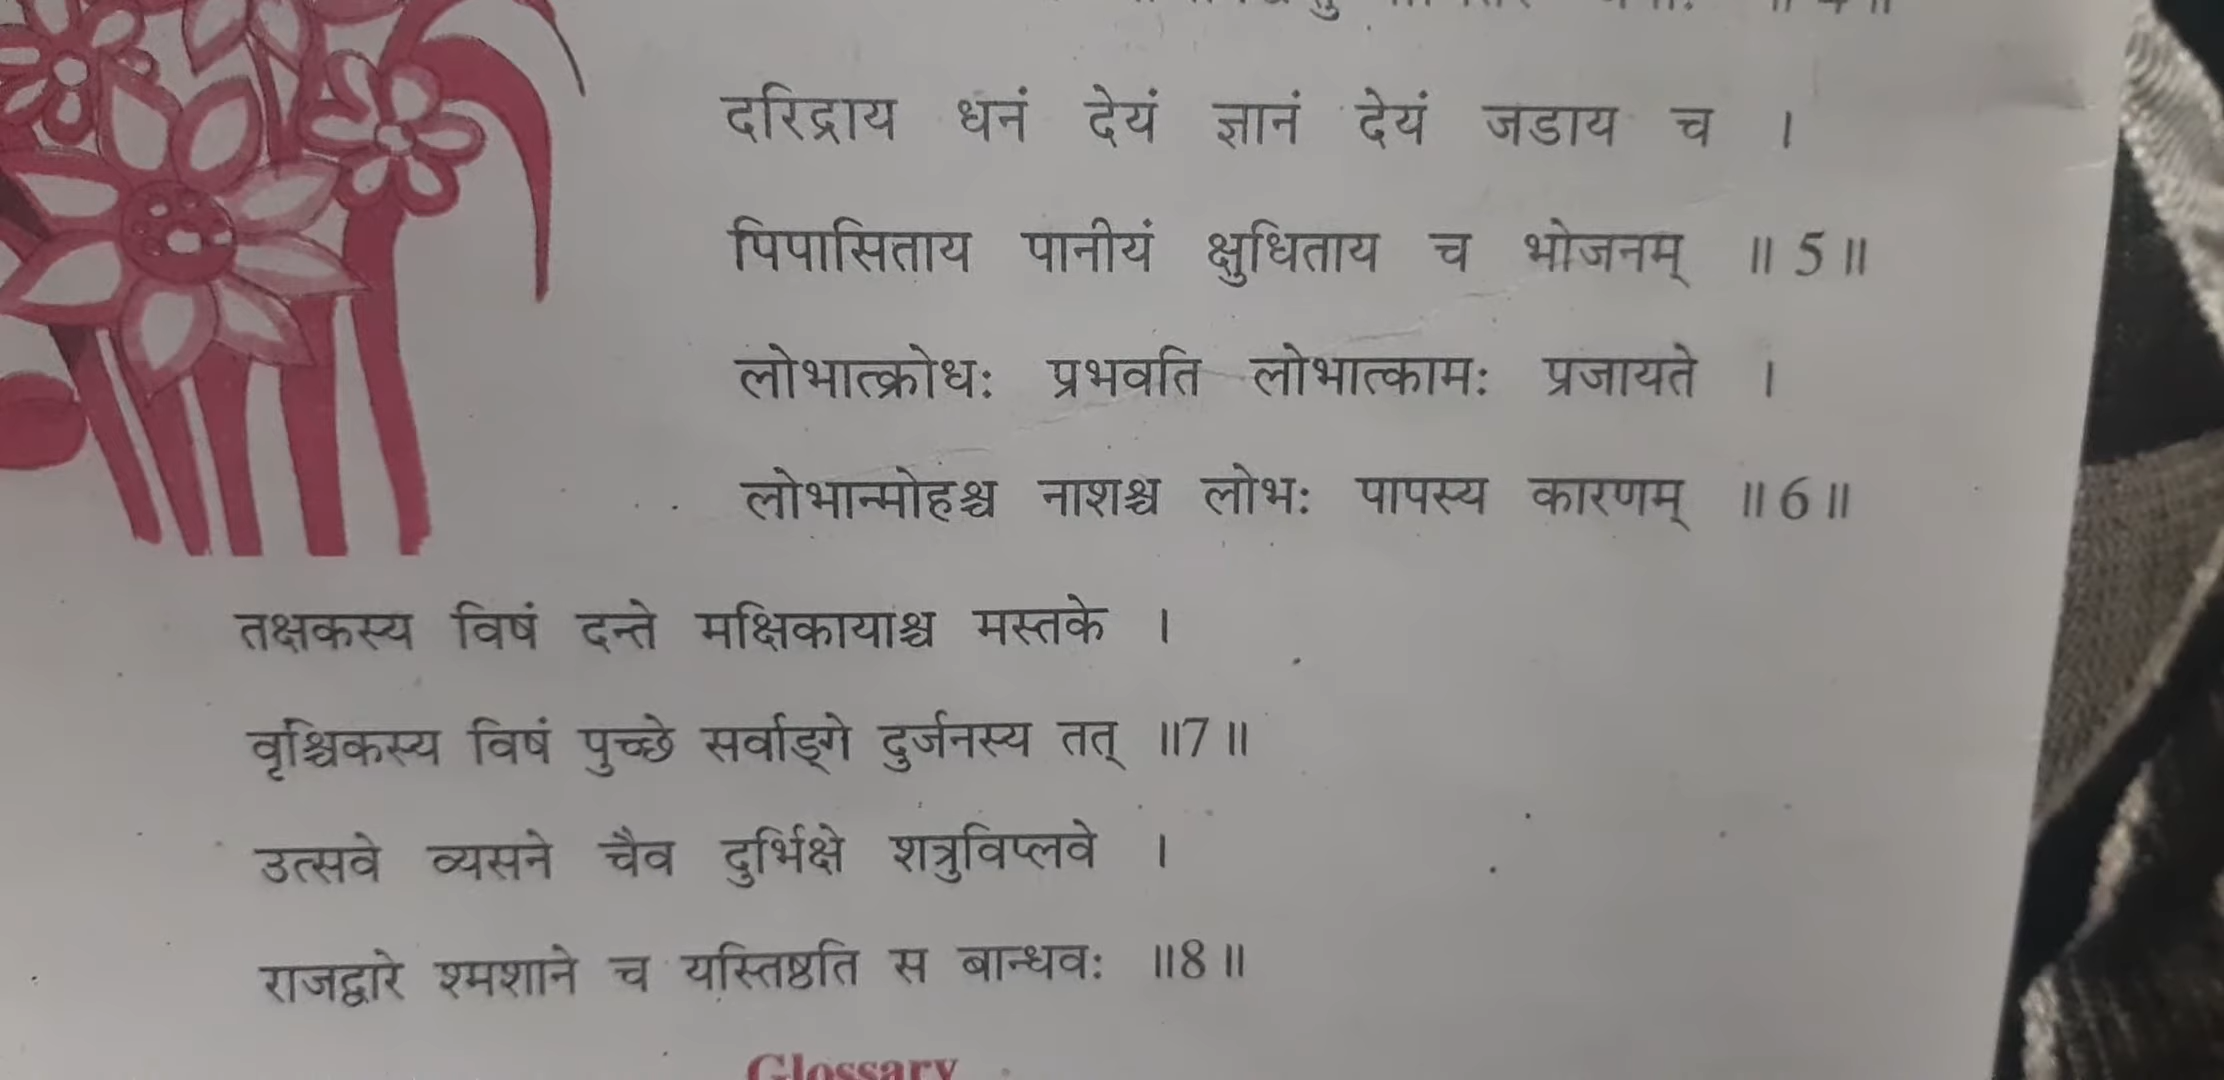 दरिद्राय धनं देयं ज्ञानं देयं जडाय च ।
पिपासिताय पानीयं क्षुधिताय च भोजनम् ॥ 5 ॥
लोभात्क्रोधः प्रभवति लोभात्कामः प्रजायते ।
लोभान्मोहश्च नाशश्च लोभः पापस्य कारणम् ॥ 6 ॥
तक्षकस्य विषं दन्ते मक्षिकायाश्च मस्तके ।
वृश्चिकस्य विषं पुच्छे सर्वाङ्गे दुर्जनस्य तत् ॥7 ॥
उत्सवे व्यसने चैव दुर्भिक्षे शत्रुविप्लवे ।
राजद्वारे श्मशाने च यस्तिष्ठति स बान्धवः ॥8 ॥
Glossary